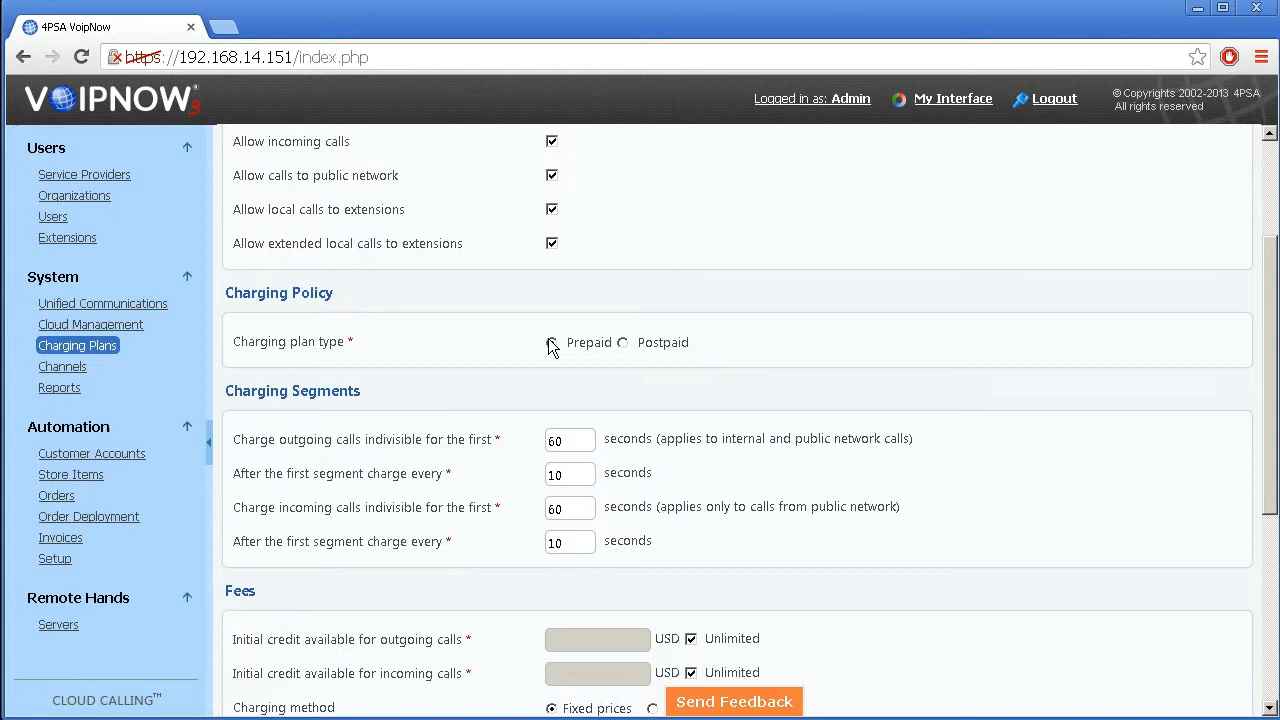 4PSA VoipNow
https://192.168.14.151/index.php
VOIPNOW 3
Logged in as: Admin
My Interface
Logout
© Copyrights 2002-2013 4PSA.
All rights reserved
Users
Service Providers
Organizations
Users
Extensions
System
Unified Communications
Cloud Management
Charging Plans
Channels
Reports
Automation
Customer Accounts
Store Items
Orders
Order Deployment
Invoices
Setup
Remote Hands
Servers
CLOUD CALLING™
Allow incoming calls
Allow calls to public network
Allow local calls to extensions
Allow extended local calls to extensions
Charging Policy
Charging plan type * Prepaid Postpaid
Charging Segments
Charge outgoing calls indivisible for the first * 60 seconds (applies to internal and public network calls)
After the first segment charge every * 10 seconds
Charge incoming calls indivisible for the first * 60 seconds (applies only to calls from public network)
After the first segment charge every * 10 seconds
Fees
Initial credit available for outgoing calls * USD Unlimited
Initial credit available for incoming calls * USD Unlimited
Charging method Fixed prices
Send Feedback